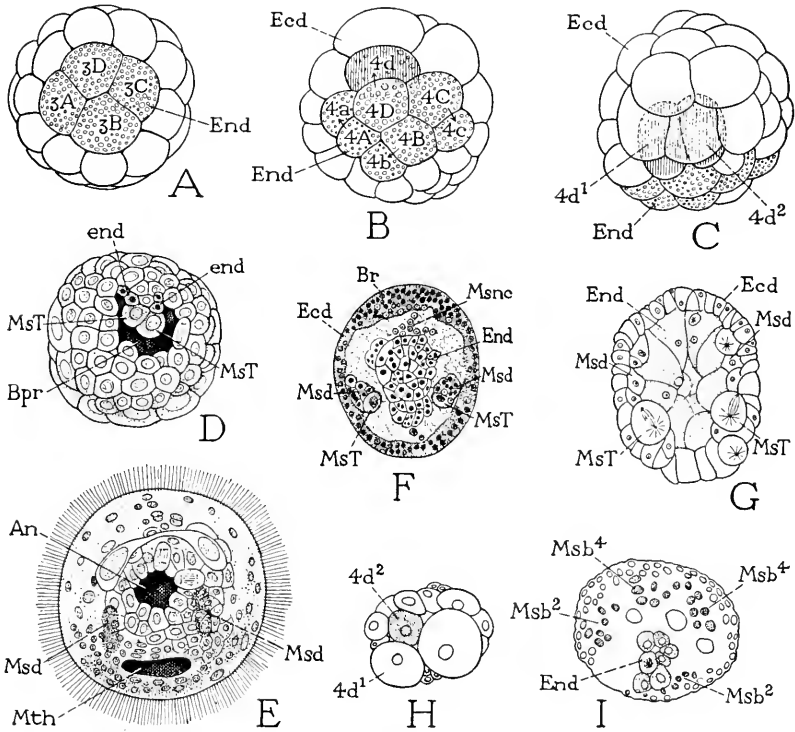 3D
3C
3A
3B
End
A
Ecd
4d
4a
4D
4C
4A
4B
4c
End
4b
B
Ecd
4d¹
4d²
End
C
end
end
MsT
MsT
Bpr
D
Br
Msnc
Ecd
End
Msd
Msd
MsT
MsT
F
End
Ecd
Msd
Msd
MsT
MsT
G
An
Msd
Msd
Mth
E
4d²
4d¹
H
Msb⁴
Msb⁴
Msb²
End
Msb²
I